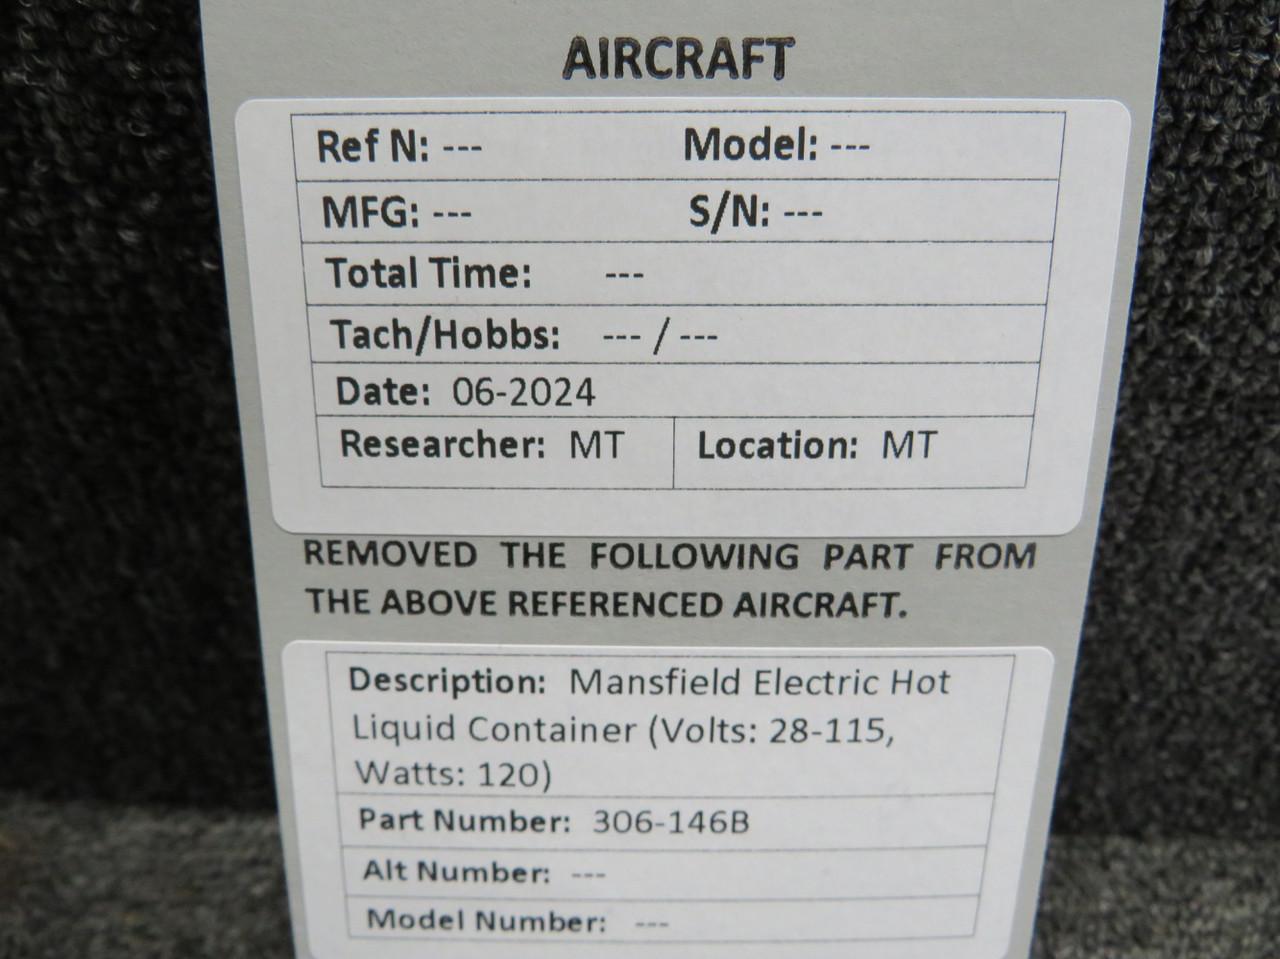 AIRCRAFT
Ref N: --- Model: ---
MFG: --- S/N: ---
Total Time: ---
Tach/Hobbs: --- / ---
Date: 06-2024
Researcher: MT Location: MT
REMOVED THE FOLLOWING PART FROM
THE ABOVE REFERENCED AIRCRAFT.
Description: Mansfield Electric Hot
Liquid Container (Volts: 28-115,
Watts: 120)
Part Number: 306-146B
Alt Number: ---
Model Number: ---